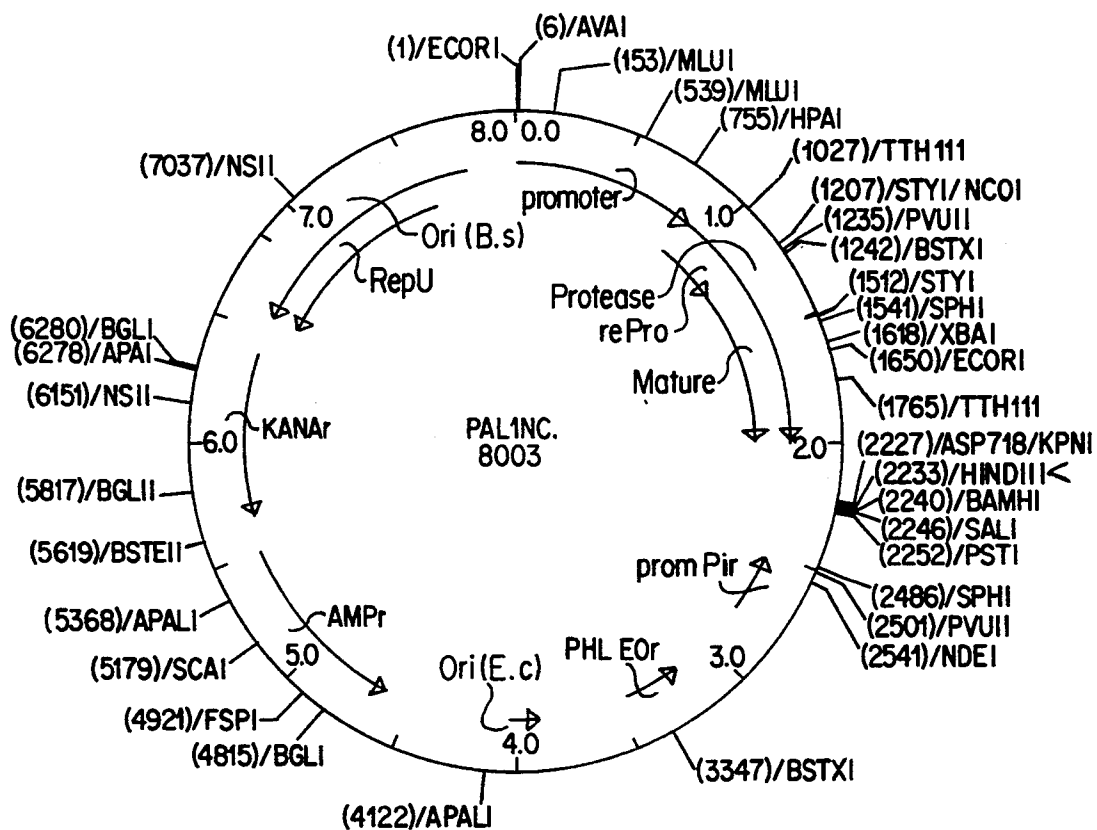 (1)/ECORI
(6)/AVAI
(153)/MLUI
(539)/MLUI
(755)/HPAI
(1027)/TTH111
(1207)/STYI/NCOI
(1235)/PVUII
(1242)/BSTXI
(1512)/STYI
(1541)/SPHI
(1618)/XBAI
(1650)/ECORI
(1765)/TTH111
(2227)/ASP718/KPNI
(2233)/HINDIII<
(2240)/BAMHI
(2246)/SALI
(2252)/PSTI
(2486)/SPHI
(2501)/PVUII
(2541)/NDEI
(3347)/BSTXI
(4122)/APALI
(4815)/BGLI
(4921)/FSPI
(5179)/SCAI
(5368)/APALI
(5619)/BSTEII
(5817)/BGLII
(6151)/NSII
(6278)/APAI
(6280)/BGLI
(7037)/NSII
8.0
0.0
1.0
2.0
3.0
4.0
5.0
6.0
7.0
promoter
Protease
rePro
Mature
prom Pir
PHL EOr
Ori (E.c)
AMPr
KANAr
RepU
Ori (B.s)
PAL1NC.
8003